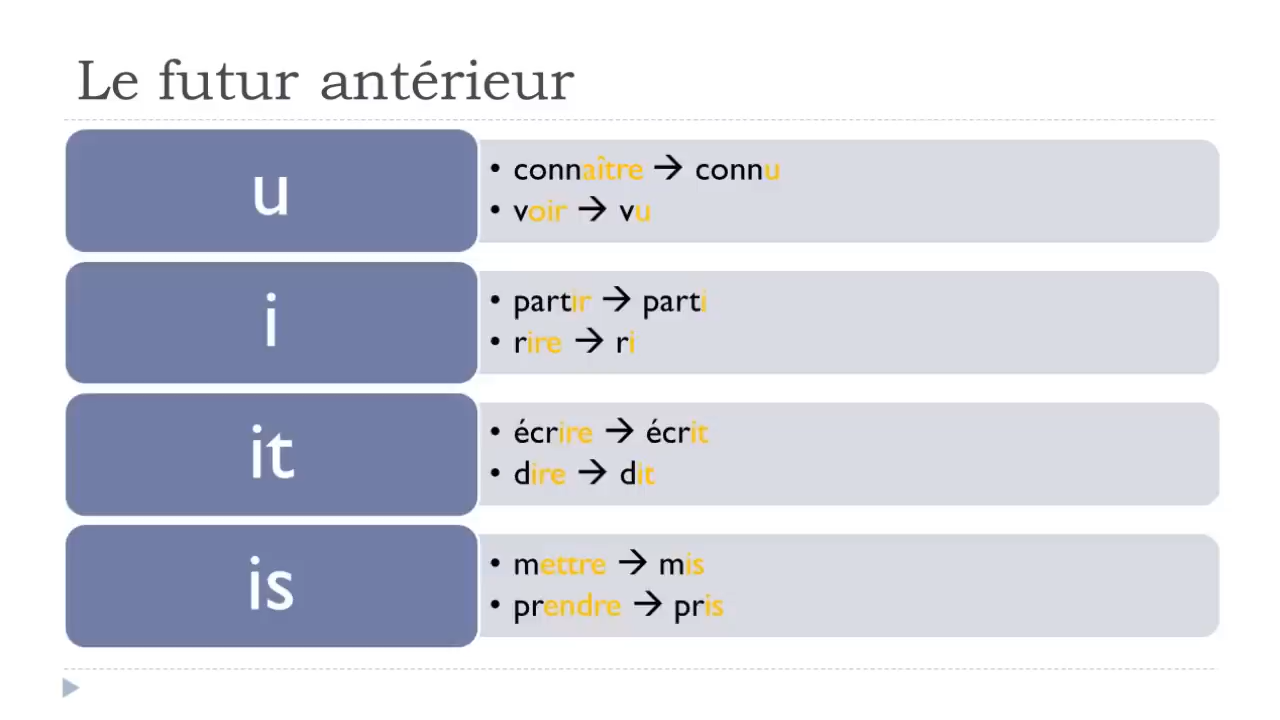 Le futur antérieur
u
• connaître → connu
• voir → vu
i
• partir → parti
• rire → ri
it
• écrire → écrit
• dire → dit
is
• mettre → mis
• prendre → pris